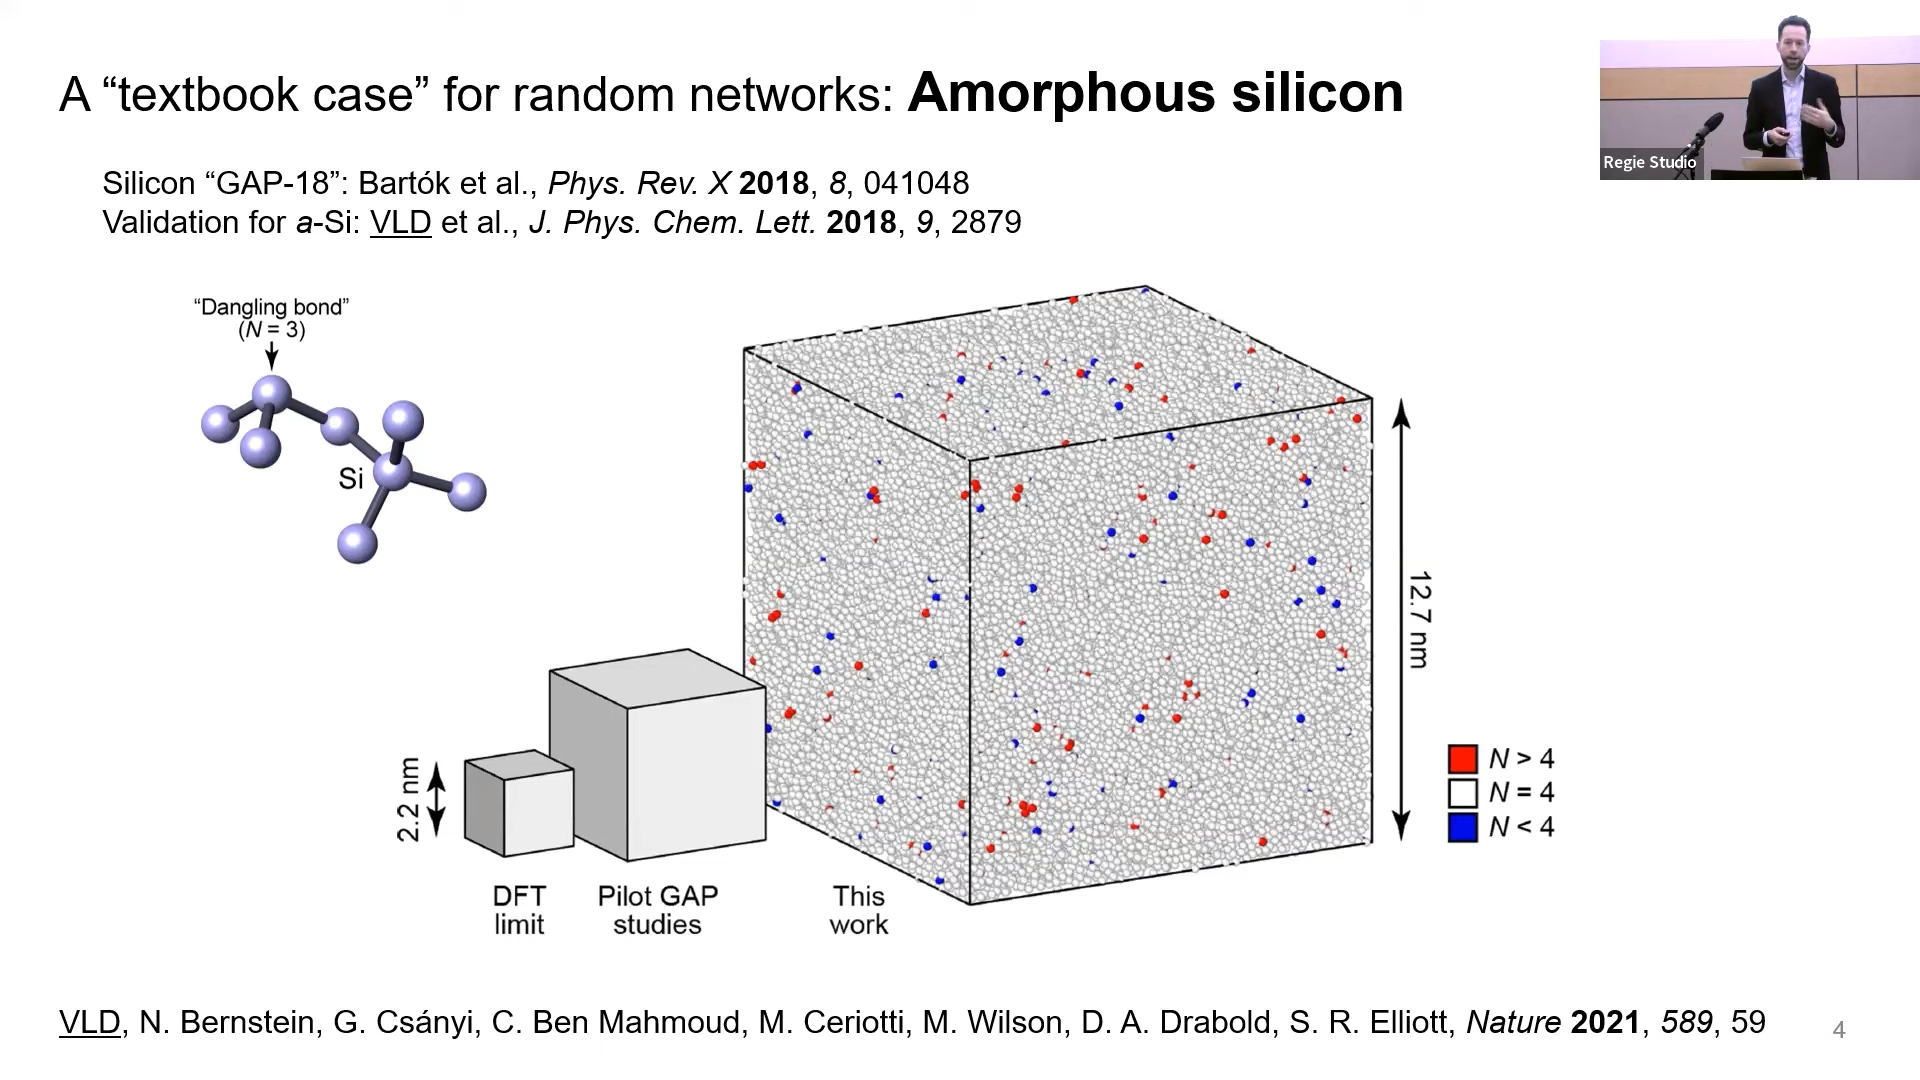 A “textbook case” for random networks: Amorphous silicon
Regie Studio
Silicon “GAP-18”: Bartók et al., Phys. Rev. X 2018, 8, 041048
Validation for a-Si: VLD et al., J. Phys. Chem. Lett. 2018, 9, 2879
“Dangling bond”
(N = 3)
Si
12.7 nm
2.2 nm
N > 4
N = 4
N < 4
DFT
limit
Pilot GAP
studies
This
work
VLD, N. Bernstein, G. Csányi, C. Ben Mahmoud, M. Ceriotti, M. Wilson, D. A. Drabold, S. R. Elliott, Nature 2021, 589, 59
4